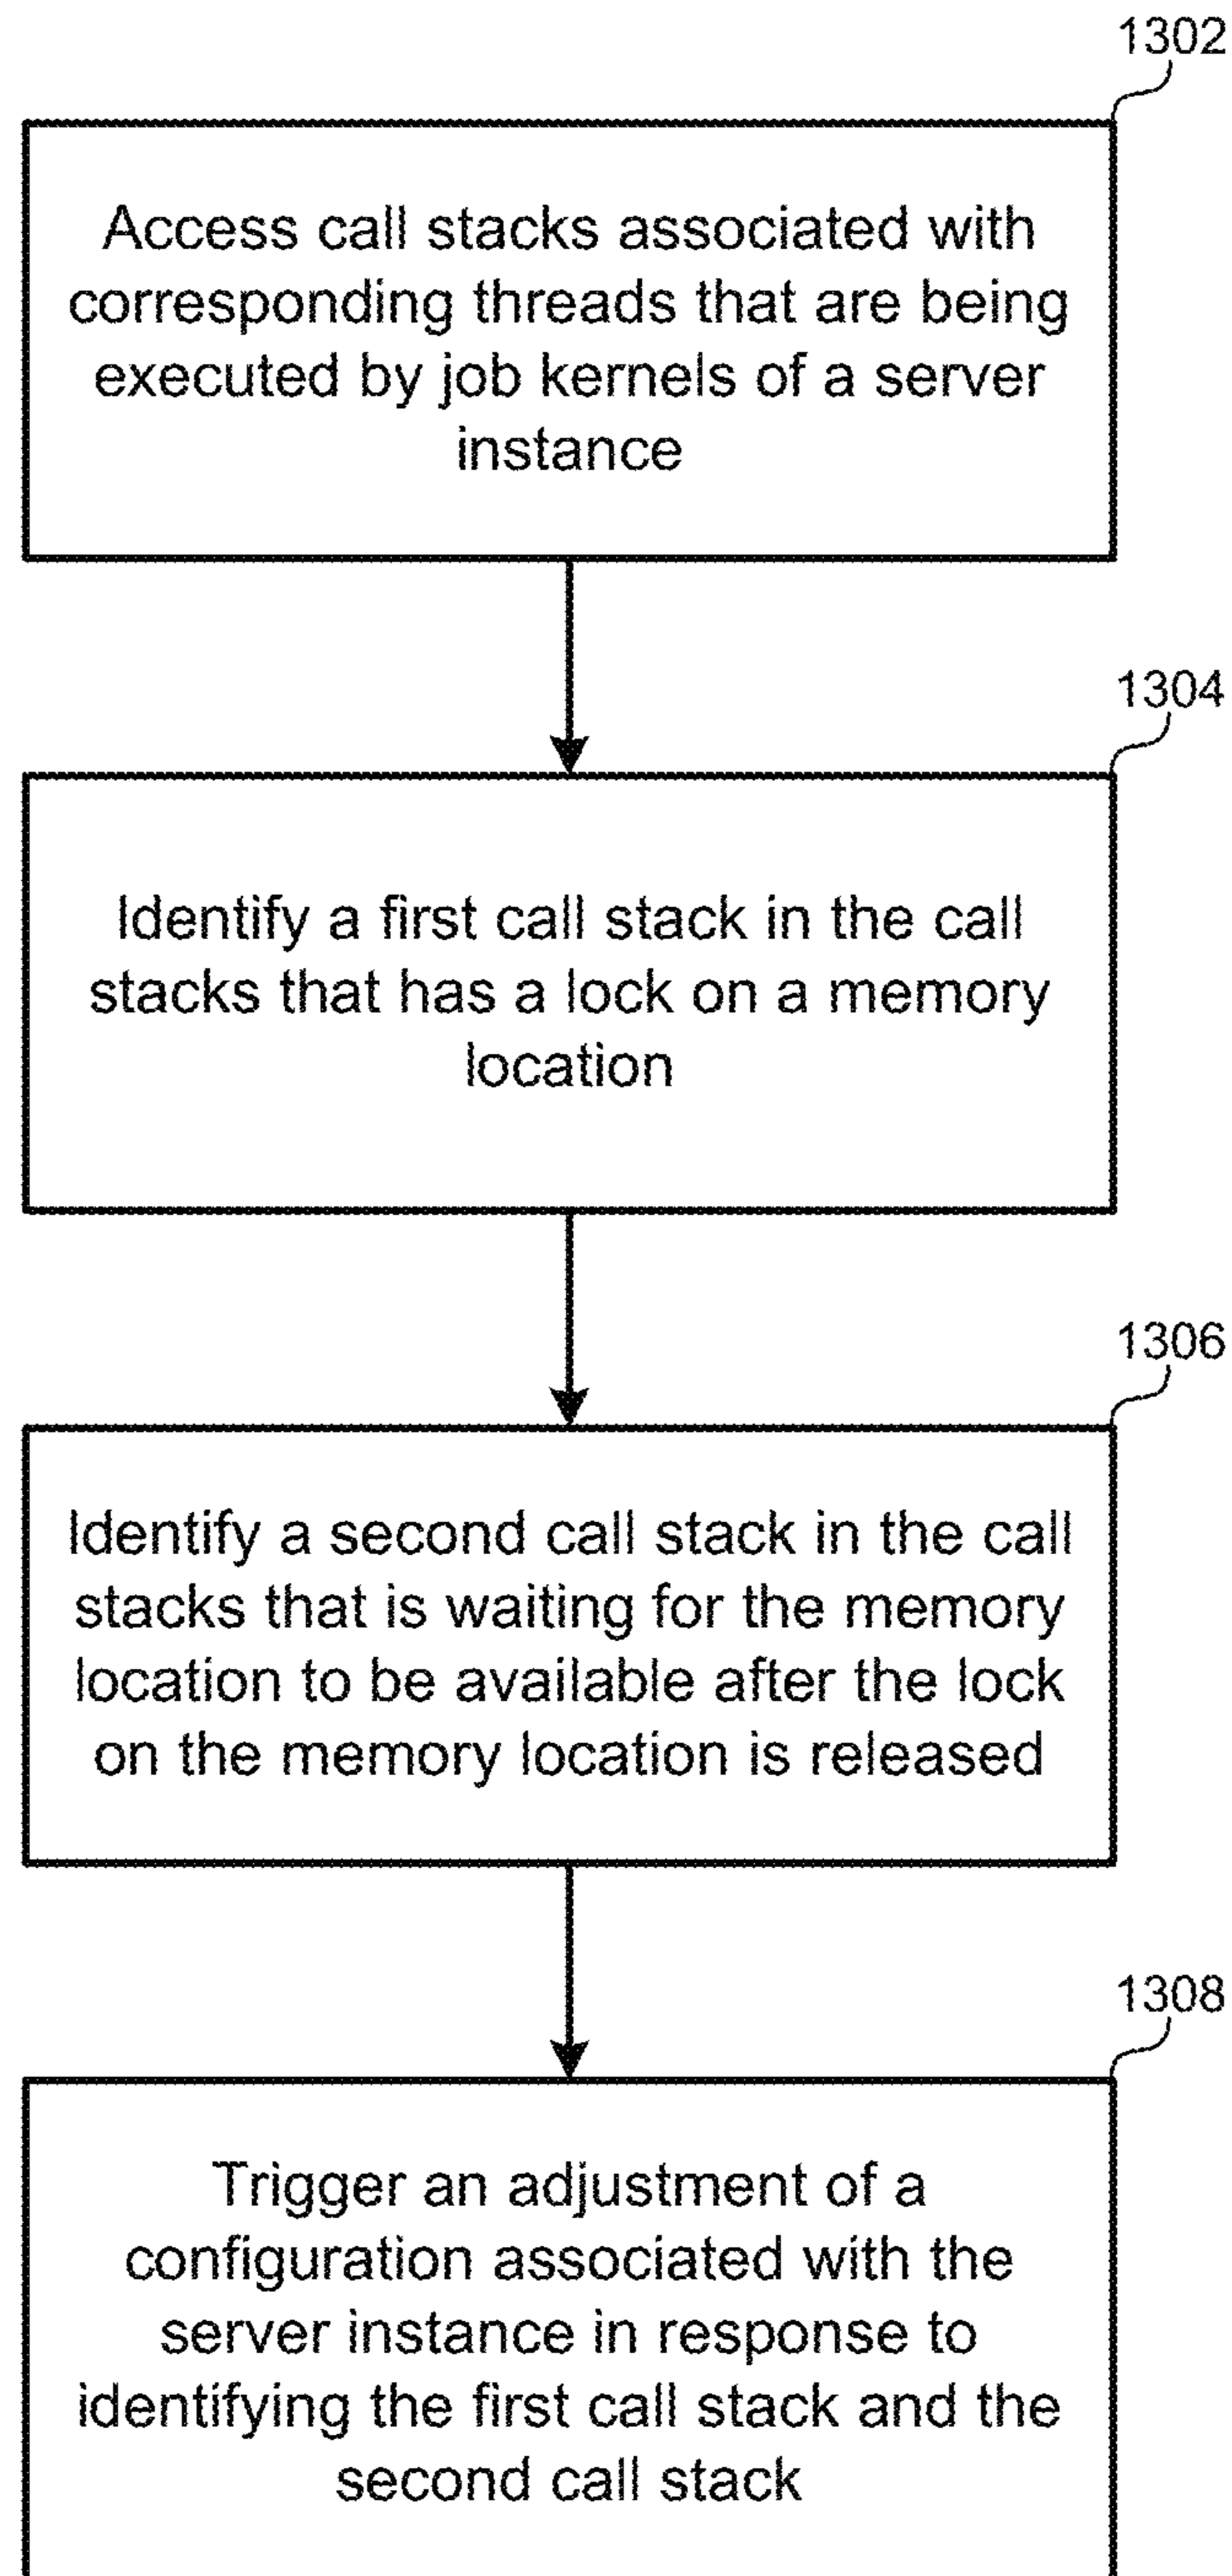 1302
Access call stacks associated with
corresponding threads that are being
executed by job kernels of a server
instance
1304
Identify a first call stack in the call
stacks that has a lock on a memory
location
1306
Identify a second call stack in the call
stacks that is waiting for the memory
location to be available after the lock
on the memory location is released
1308
Trigger an adjustment of a
configuration associated with the
server instance in response to
identifying the first call stack and the
second call stack